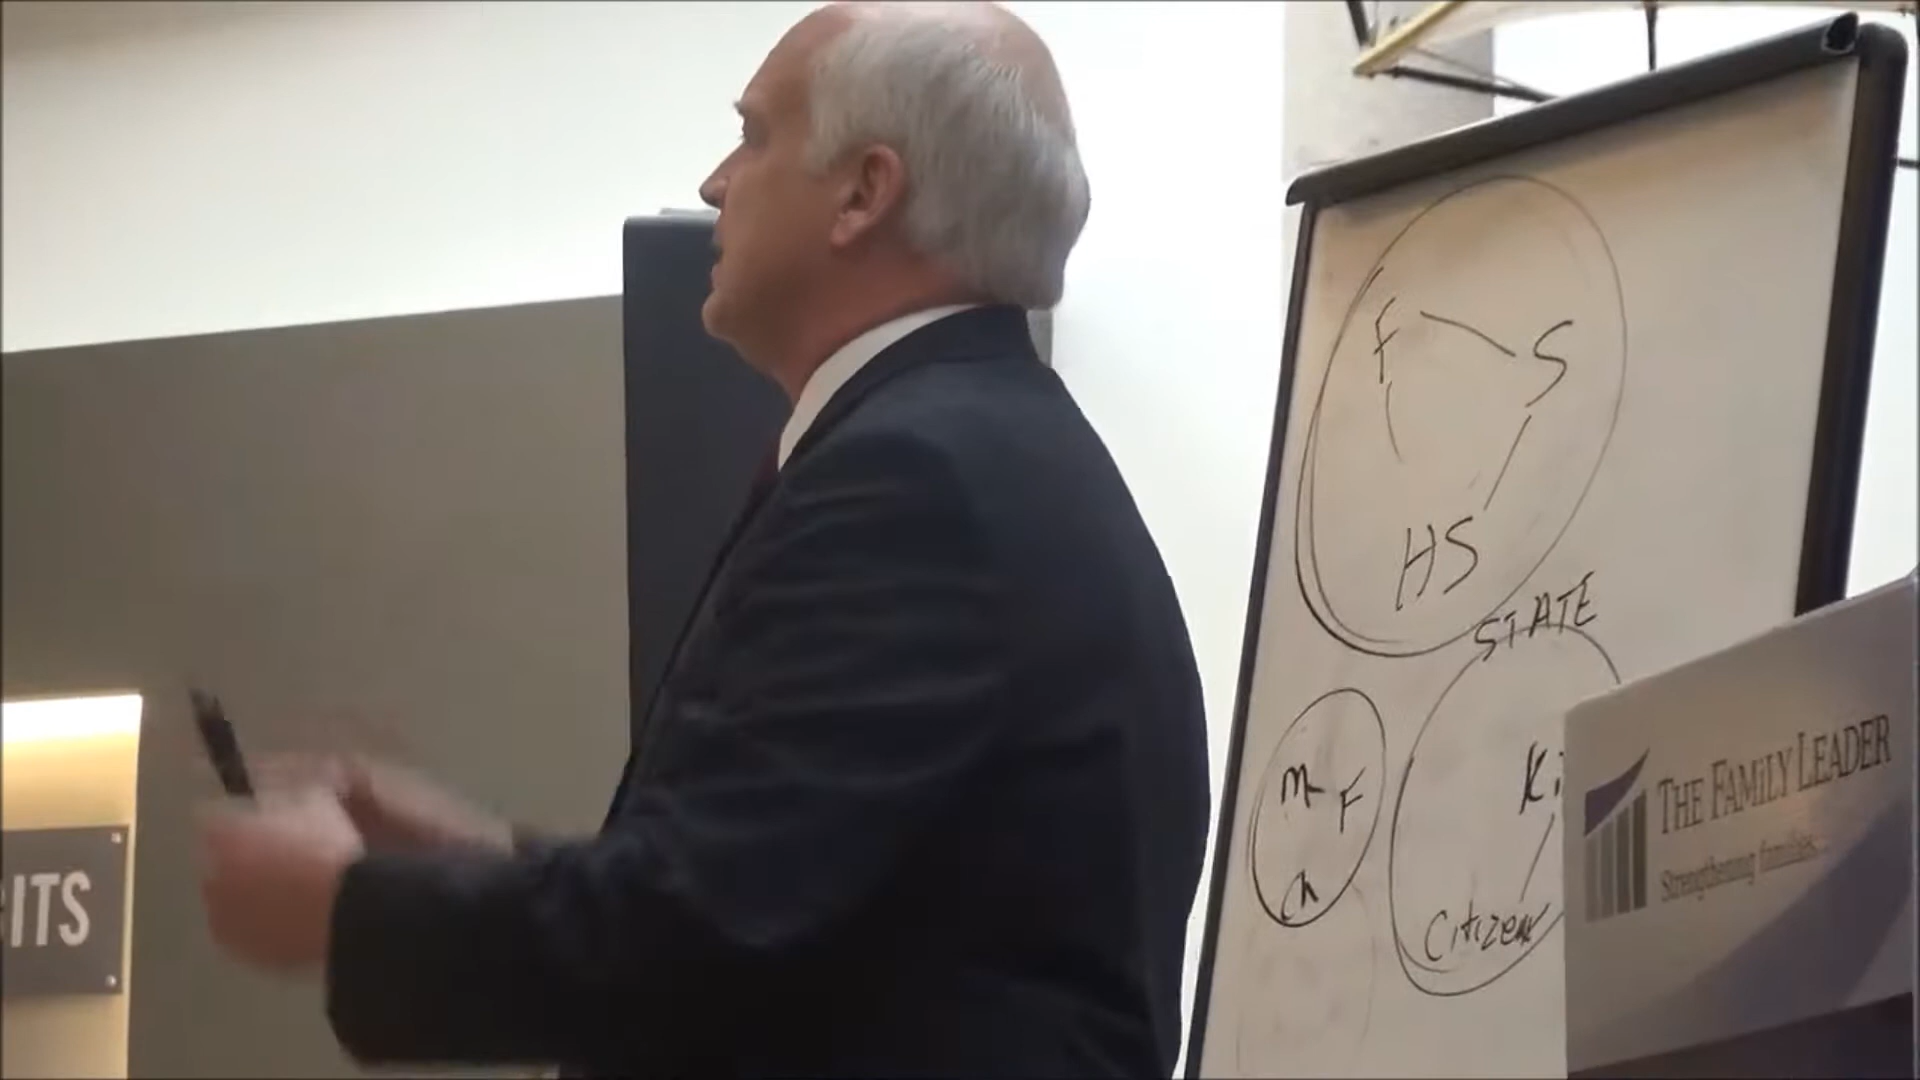 F S
HS
STATE
m F
Ch
Ki
Citizen
THE FAMILY LEADER
Strengthening families
ITS